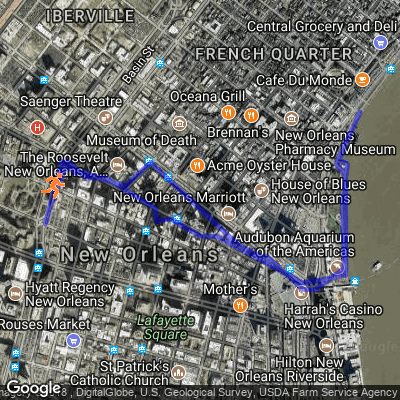 IBERVILLE
Central Grocery and Deli
Basin St
FRENCH QUARTER
Cafe Du Monde
Saenger Theatre
Oceana Grill
H
Brennan's
New Orleans
Pharmacy Museum
Museum of Death
The Roosevelt
New Orleans, A...
Acme Oyster House
House of Blues
New Orleans
New Orleans Marriott
Audubon Aquarium
of the Americas
New Orleans
Hyatt Regency
New Orleans
Mother's
Harrah's Casino
New Orleans
Rouses Market
Lafayette
Square
Hilton New
Orleans Riverside
St Patrick's
Catholic Church
Google
8, DigitalGlobe, U.S. Geological Survey, USDA Farm Service Agency